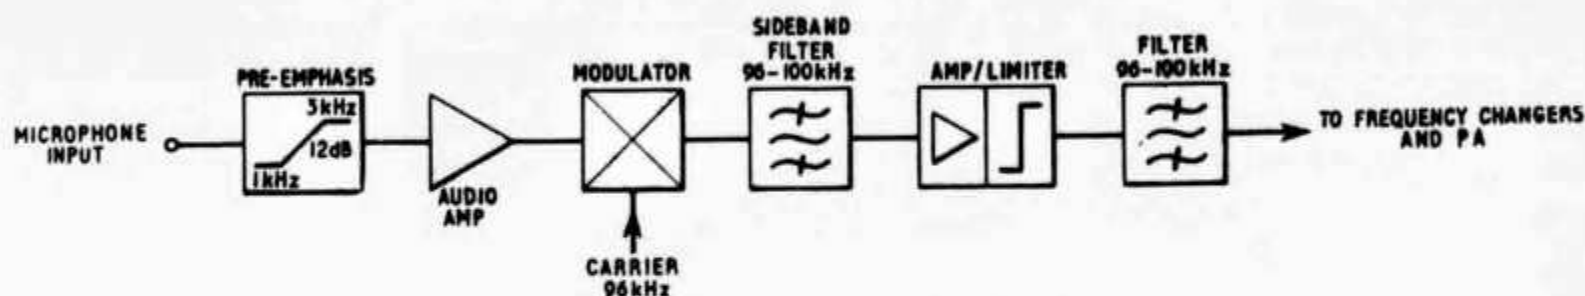 MICROPHONE
INPUT
PRE-EMPHASIS
3kHz
12dB
1kHz
AUDIO
AMP
MODULATOR
CARRIER
96kHz
SIDEBAND
FILTER
96-100kHz
AMP/LIMITER
FILTER
96-100kHz
TO FREQUENCY CHANGERS
AND PA